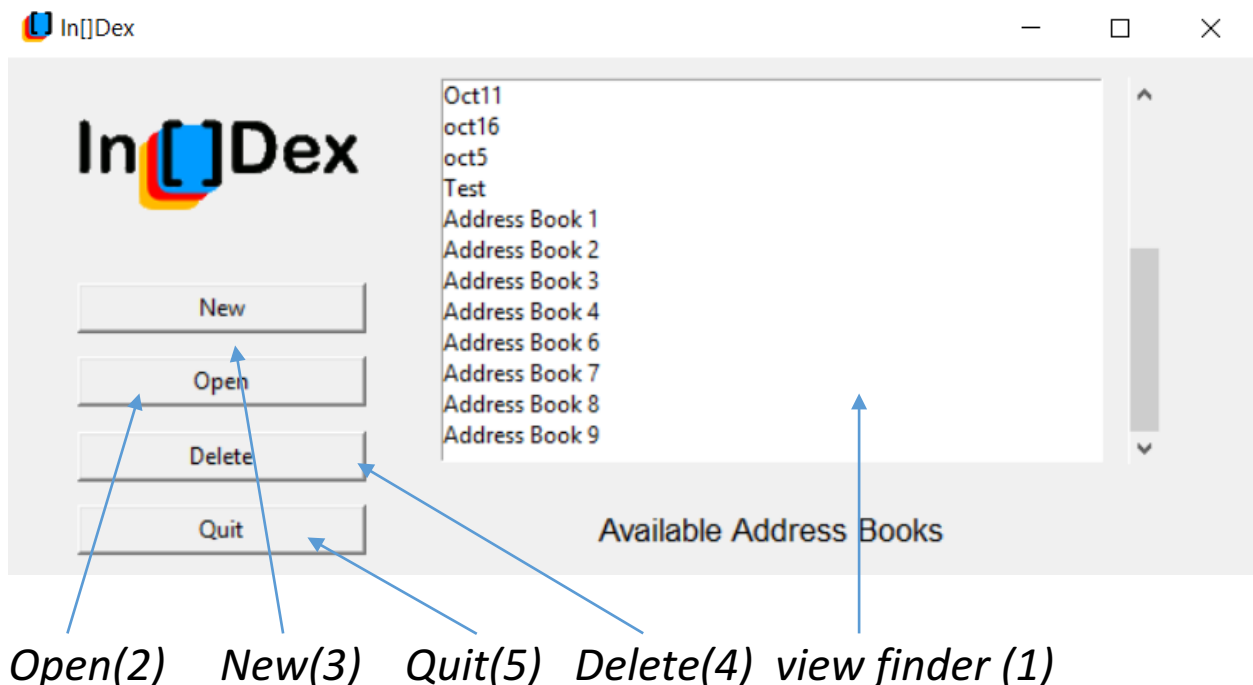 In[]Dex
In[]Dex
New
Open
Delete
Quit
Oct11
oct16
oct5
Test
Address Book 1
Address Book 2
Address Book 3
Address Book 4
Address Book 6
Address Book 7
Address Book 8
Address Book 9
Available Address Books
Open(2) New(3) Quit(5) Delete(4) view finder (1)